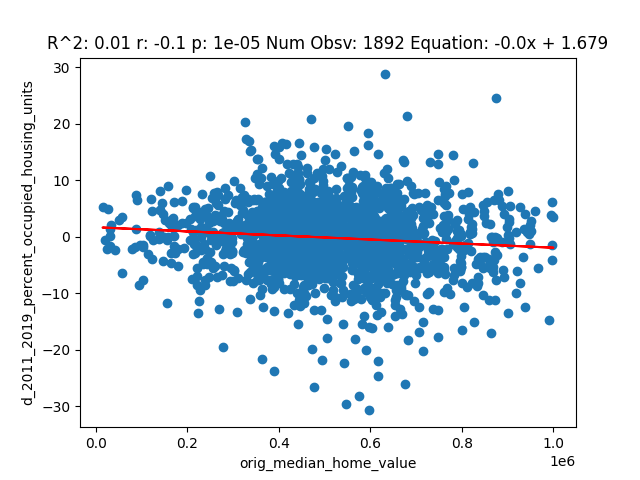 R^2: 0.01 r: -0.1 p: 1e-05 Num Obsv: 1892 Equation: -0.0x + 1.679
d_2011_2019_percent_occupied_housing_units
30
20
10
0
−10
−20
−30
0.0 0.2 0.4 0.6 0.8 1.0
1e6
orig_median_home_value